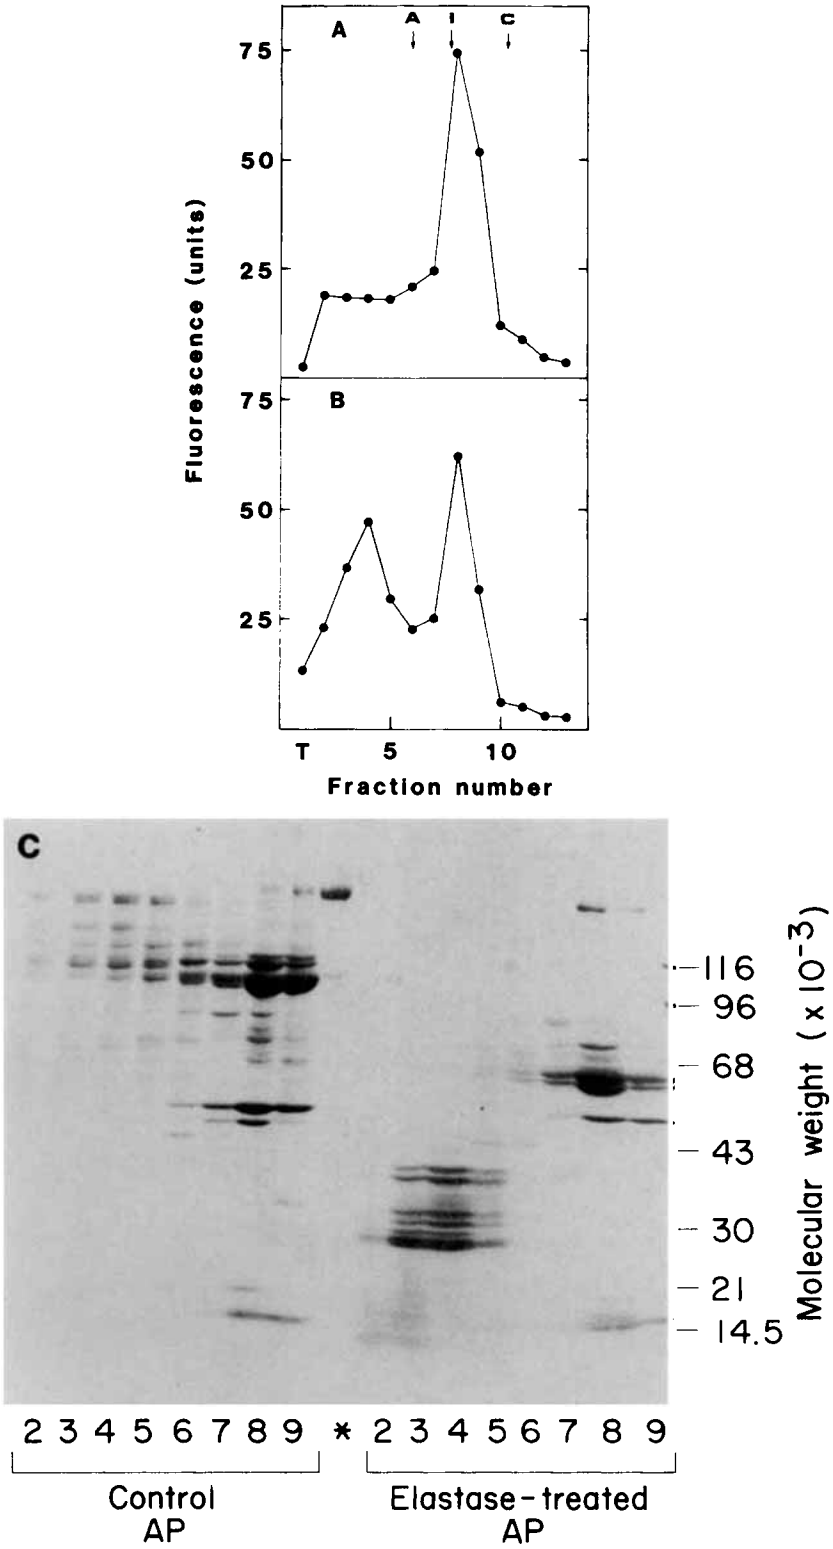 A I C
A
75
50
25
Fluorescence (units)
B
75
50
25
T 5 10
Fraction number
C
116
96
68
43
30
21
14.5
Molecular weight (x 10⁻³)
2 3 4 5 6 7 8 9 * 2 3 4 5 6 7 8 9
Control Elastase-treated
AP AP